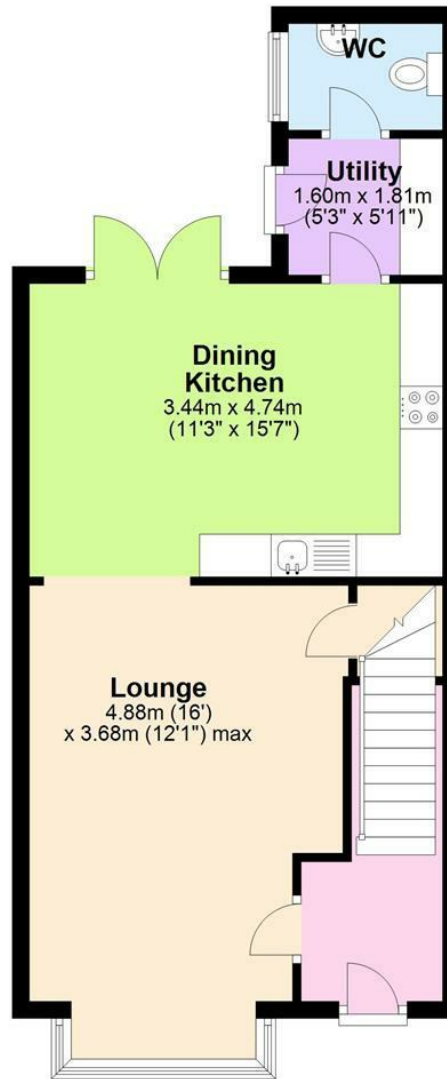 WC
Utility
1.60m x 1.81m
(5'3" x 5'11")
Dining
Kitchen
3.44m x 4.74m
(11'3" x 15'7")
Lounge
4.88m (16')
x 3.68m (12'1") max